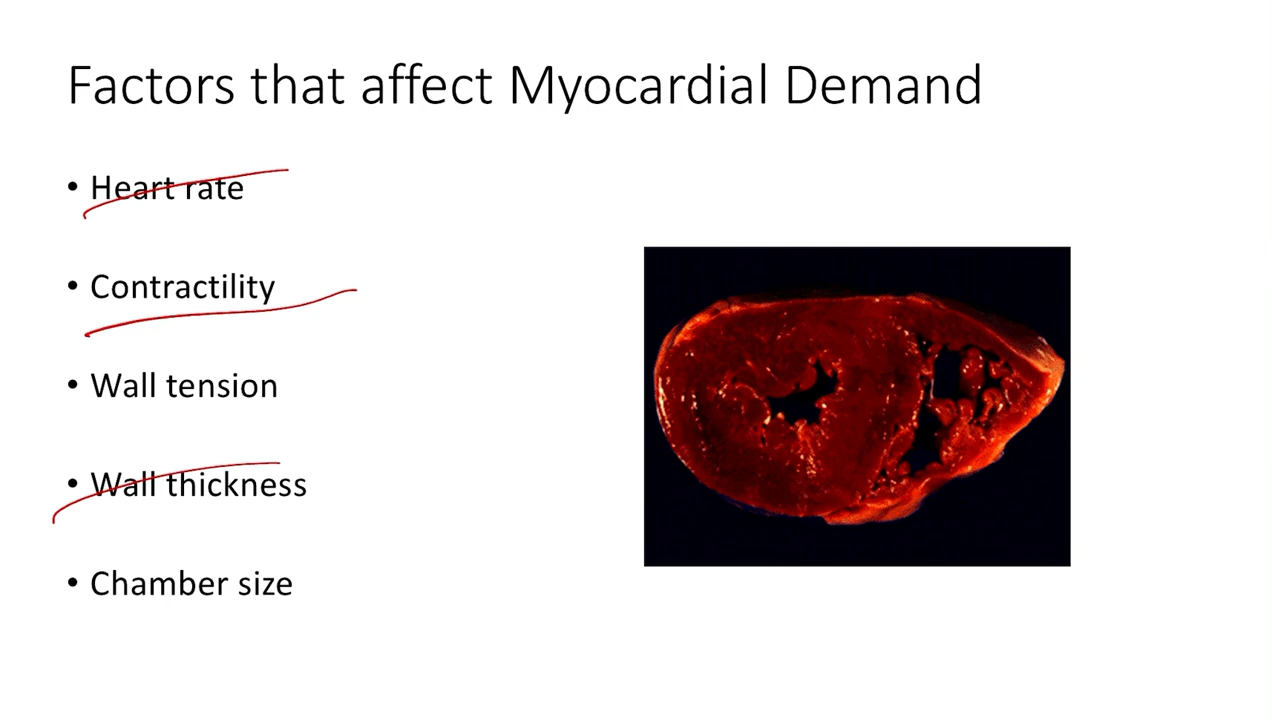 Factors that affect Myocardial Demand
• Heart rate
• Contractility
• Wall tension
• Wall thickness
• Chamber size